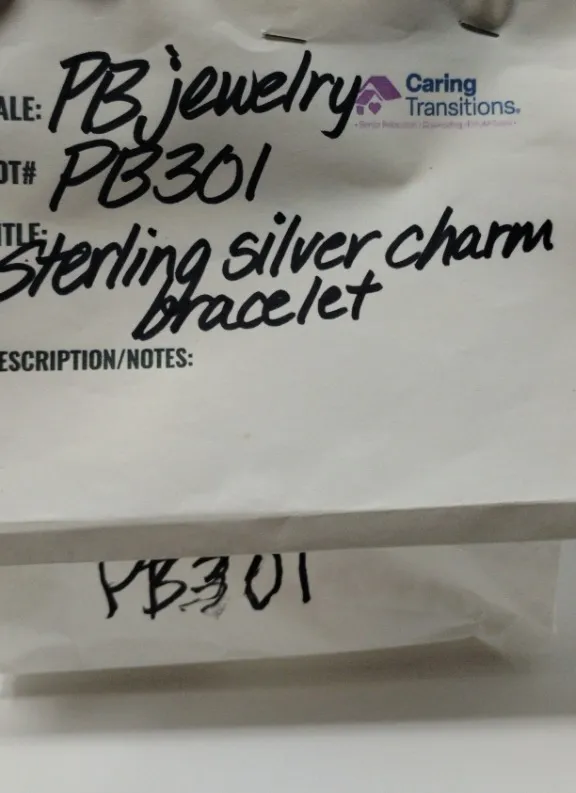 ALE: PB jewelry
Caring
Transitions.
OT# PB301
ITLE: Sterling silver charm
bracelet
ESCRIPTION/NOTES:
PB301